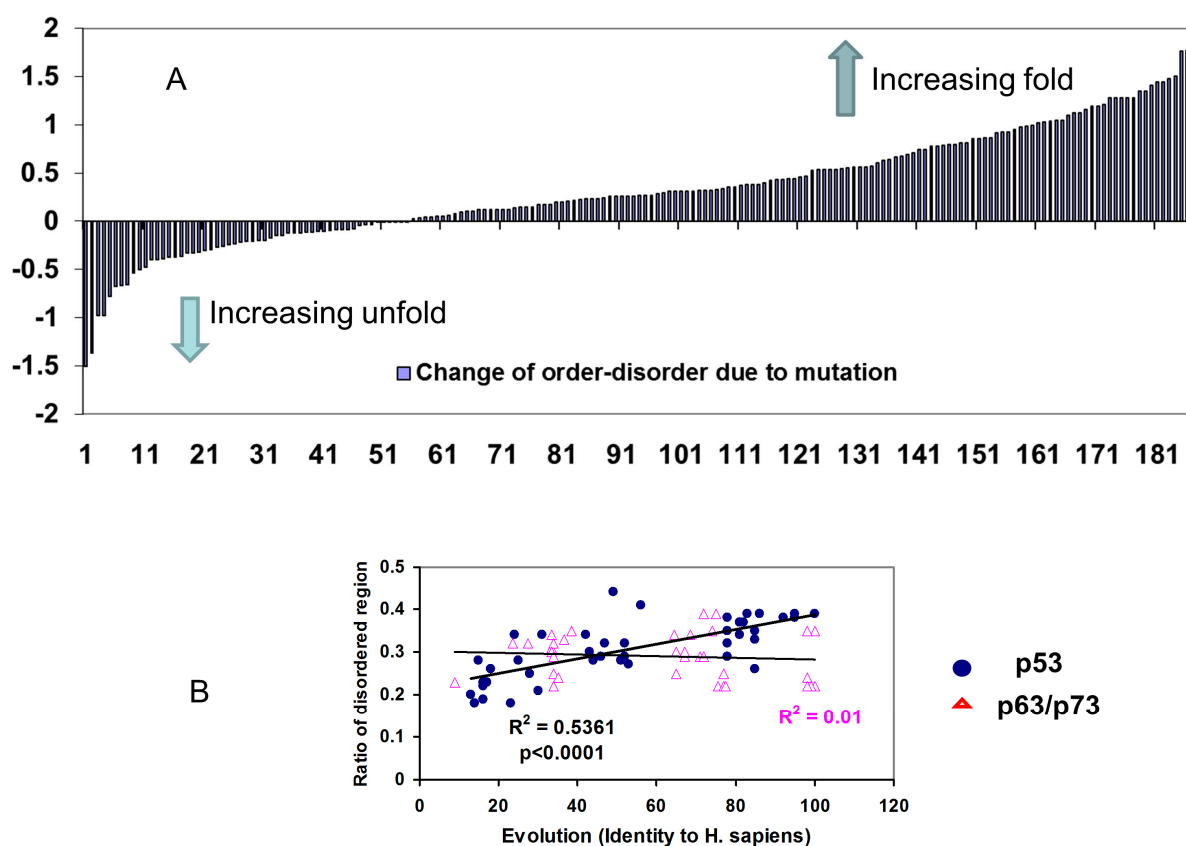 2
1.5
1
0.5
0
-0.5
-1
-1.5
-2
A
Increasing fold
Increasing unfold
Change of order-disorder due to mutation
1 11 21 31 41 51 61 71 81 91 101 111 121 131 141 151 161 171 181
B
Ratio of disordered region
0.5
0.4
0.3
0.2
0.1
0
R² = 0.5361
p<0.0001
R² = 0.01
0 20 40 60 80 100 120
Evolution (Identity to H. sapiens)
p53
p63/p73